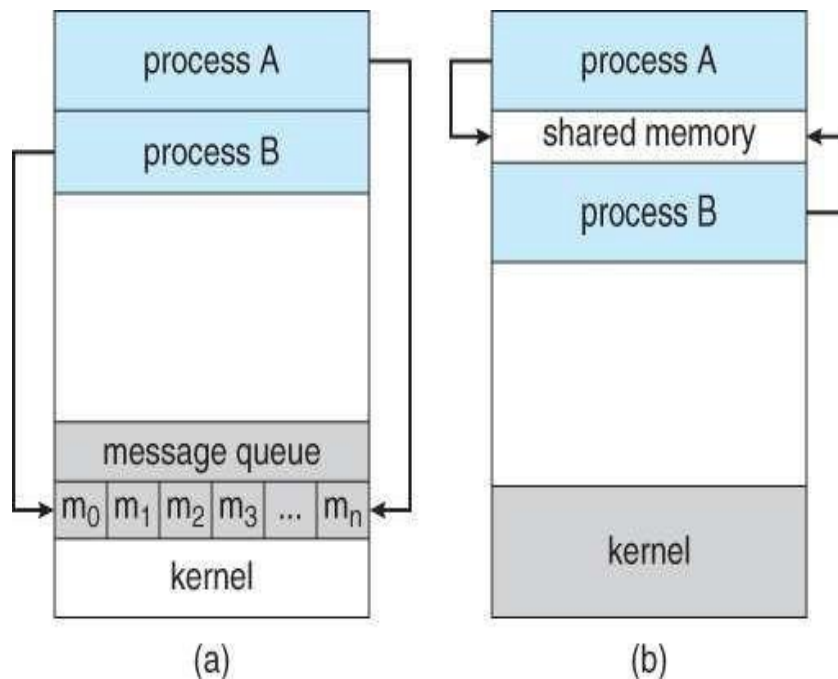 process A
process B
message queue
m0 m1 m2 m3 ... mn
kernel
(a)
process A
shared memory
process B
kernel
(b)